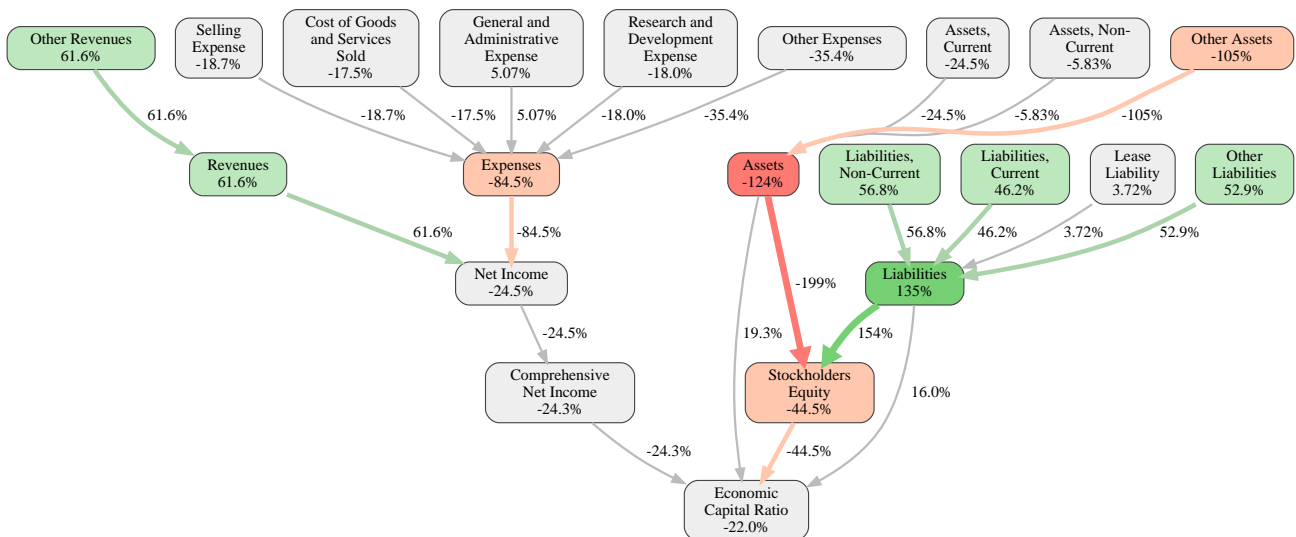 Other Revenues
61.6%
Selling
Expense
-18.7%
Cost of Goods
and Services
Sold
-17.5%
General and
Administrative
Expense
5.07%
Research and
Development
Expense
-18.0%
Other Expenses
-35.4%
Assets,
Current
-24.5%
Assets, Non-
Current
-5.83%
Other Assets
-105%
61.6%
-18.7%
-17.5%
5.07%
-18.0%
-35.4%
-24.5%
-5.83%
-105%
Revenues
61.6%
Expenses
-84.5%
Assets
-124%
Liabilities,
Non-Current
56.8%
Liabilities,
Current
46.2%
Lease
Liability
3.72%
Other
Liabilities
52.9%
61.6%
-84.5%
56.8%
46.2%
3.72%
52.9%
Net Income
-24.5%
-199%
Liabilities
135%
-24.5%
19.3%
154%
Comprehensive
Net Income
-24.3%
Stockholders
Equity
-44.5%
16.0%
-24.3%
-44.5%
Economic
Capital Ratio
-22.0%